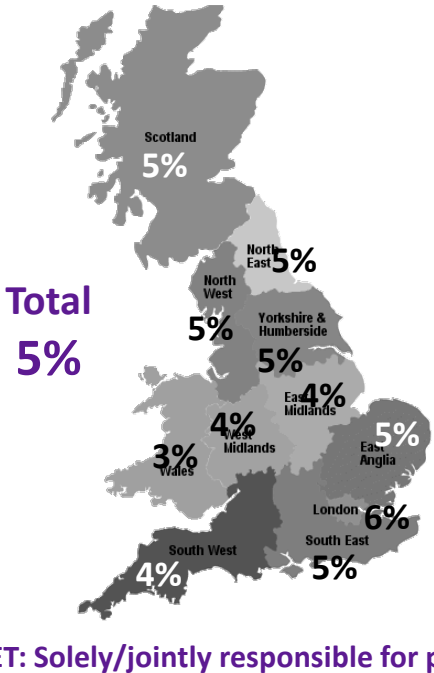 Scotland
5%
North
East
5%
North
West
5%
Total
5%
Yorkshire &
Humberside
5%
East
Midlands
4%
4%
West
Midlands
3%
Wales
5%
East
Anglia
London
6%
South East
5%
South West
4%
ET: Solely/jointly responsible for p